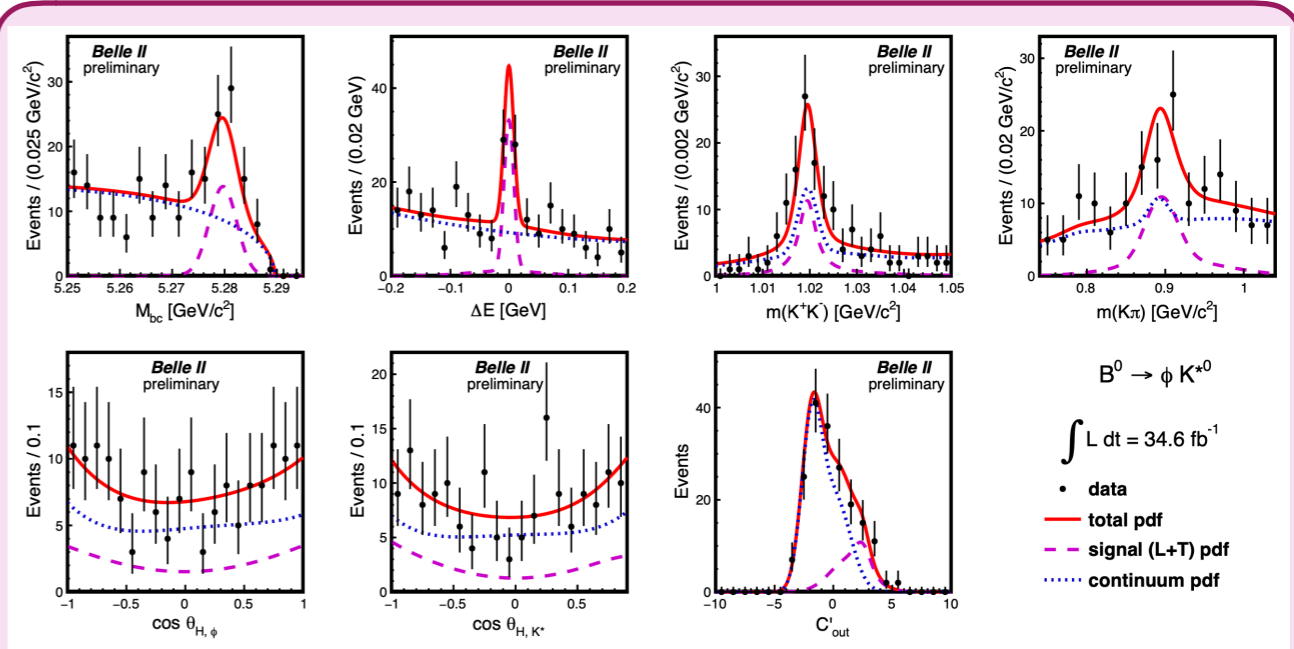 Belle II
preliminary
Events / (0.025 GeV/c²)
30
20
10
0
5.25 5.26 5.27 5.28 5.29
M_bc [GeV/c²]
Belle II
preliminary
Events / (0.02 GeV)
40
20
0
−0.2 −0.1 0 0.1 0.2
ΔE [GeV]
Belle II
preliminary
Events / (0.002 GeV/c²)
30
20
10
0
1 1.01 1.02 1.03 1.04 1.05
m(K⁺K⁻) [GeV/c²]
Belle II
preliminary
Events / (0.02 GeV/c²)
30
20
10
0
0.8 0.9 1
m(Kπ) [GeV/c²]
Belle II
preliminary
Events / 0.1
15
10
5
0
−1 −0.5 0 0.5 1
cos θ_H, ϕ
Belle II
preliminary
Events / 0.1
20
15
10
5
0
−1 −0.5 0 0.5
cos θ_H, K*
Belle II
preliminary
Events
40
20
0
−10 −5 0 5 10
C'_out
B⁰ → ϕ K*⁰
∫ L dt = 34.6 fb⁻¹
data
total pdf
signal (L+T) pdf
continuum pdf